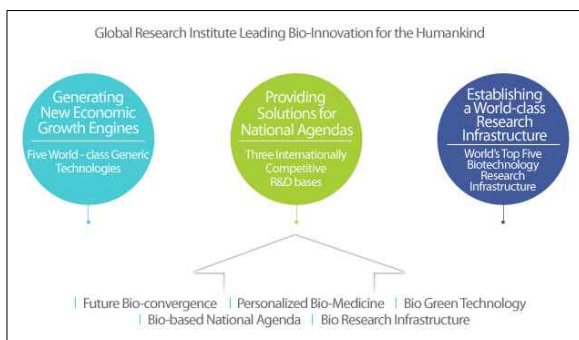 Global Research Institute Leading Bio-Innovation for the Humankind
Generating
New Economic
Growth Engines
Five World - class Generic
Technologies
Providing
Solutions for
National Agendas
Three Internationally
Competitive
R&D bases
Establishing
a World-class
Research
Infrastructure
World's Top Five
Biotechnology
Research
Infrastructure
Future Bio-convergence | Personalized Bio-Medicine | Bio Green Technology
Bio-based National Agenda | Bio Research Infrastructure